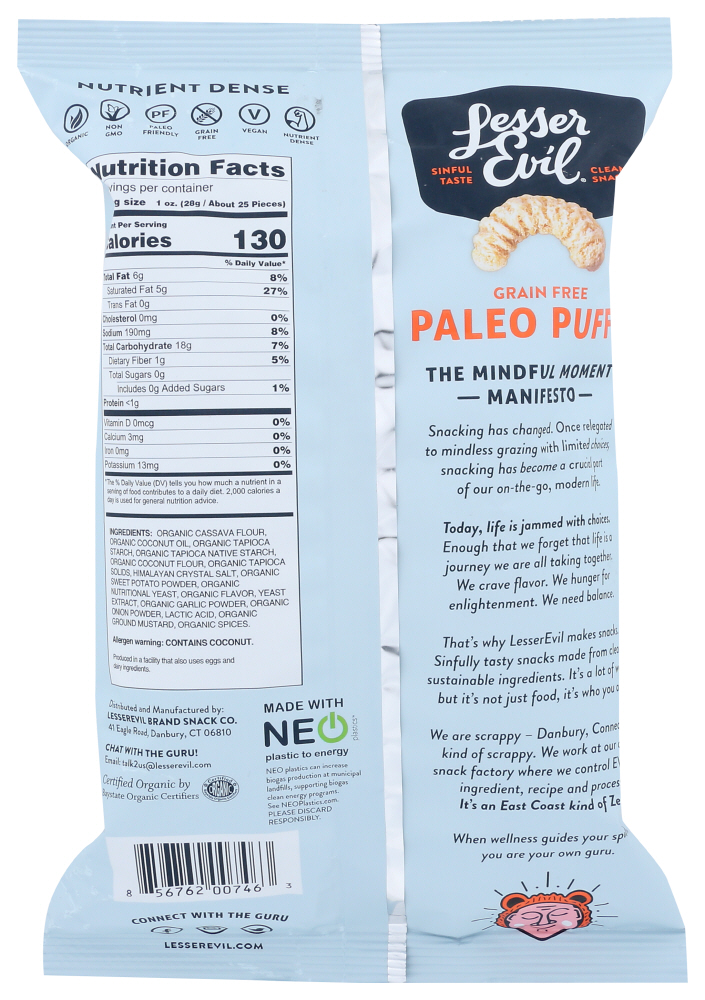 NUTRIENT DENSE
ORGANIC
NON
GMO
PF
PALEO
FRIENDLY
GRAIN
FREE
V
VEGAN
NUTRIENT
DENSE
Nutrition Facts
vings per container
g size 1 oz. (28g / About 25 Pieces)
nt Per Serving
alories 130
% Daily Value*
Total Fat 6g 8%
Saturated Fat 5g 27%
Trans Fat 0g
Cholesterol 0mg 0%
Sodium 190mg 8%
Total Carbohydrate 18g 7%
Dietary Fiber 1g 5%
Total Sugars 0g
Includes 0g Added Sugars 1%
Protein <1g
Vitamin D 0mcg 0%
Calcium 3mg 0%
Iron 0mg 0%
Potassium 13mg 0%
*The % Daily Value (DV) tells you how much a nutrient in a
serving of food contributes to a daily diet. 2,000 calories a
day is used for general nutrition advice.
INGREDIENTS: ORGANIC CASSAVA FLOUR,
ORGANIC COCONUT OIL, ORGANIC TAPIOCA
STARCH, ORGANIC TAPIOCA NATIVE STARCH,
ORGANIC COCONUT FLOUR, ORGANIC TAPIOCA
SOLIDS, HIMALAYAN CRYSTAL SALT, ORGANIC
SWEET POTATO POWDER, ORGANIC
NUTRITIONAL YEAST, ORGANIC FLAVOR, YEAST
EXTRACT, ORGANIC GARLIC POWDER, ORGANIC
ONION POWDER, LACTIC ACID, ORGANIC
GROUND MUSTARD, ORGANIC SPICES.
Allergen warning: CONTAINS COCONUT.
Produced in a facility that also uses eggs and
dairy ingredients.
Distributed and Manufactured by:
LESSEREVIL BRAND SNACK CO.
41 Eagle Road, Danbury, CT 06810
CHAT WITH THE GURU!
Email: talk2us@lesserevil.com
Certified Organic by
Baystate Organic Certifiers
ORGANIC
MADE WITH
NEO
plastics
plastic to energy
NEO plastics can increase
biogas production at municipal
landfills, supporting biogas
clean energy programs.
See NEOPlastics.com.
PLEASE DISCARD
RESPONSIBLY.
8 56762 00746 3
CONNECT WITH THE GURU
LESSEREVIL.COM
Lesser
Evil.
SINFUL
TASTE
CLEA
SNA
GRAIN FREE
PALEO PUFF
THE MINDFUL MOMENT
— MANIFESTO —
Snacking has changed. Once relegated
to mindless grazing with limited choices,
snacking has become a crucial part
of our on-the-go, modern life.
Today, life is jammed with choices.
Enough that we forget that life is a
journey we are all taking together.
We crave flavor. We hunger for
enlightenment. We need balance.
That's why LesserEvil makes snacks.
Sinfully tasty snacks made from clea
sustainable ingredients. It's a lot of w
but it's not just food, it's who you a
We are scrappy – Danbury, Connec
kind of scrappy. We work at our
snack factory where we control EV
ingredient, recipe and proces
It's an East Coast kind of Ze
When wellness guides your sp
you are your own guru.